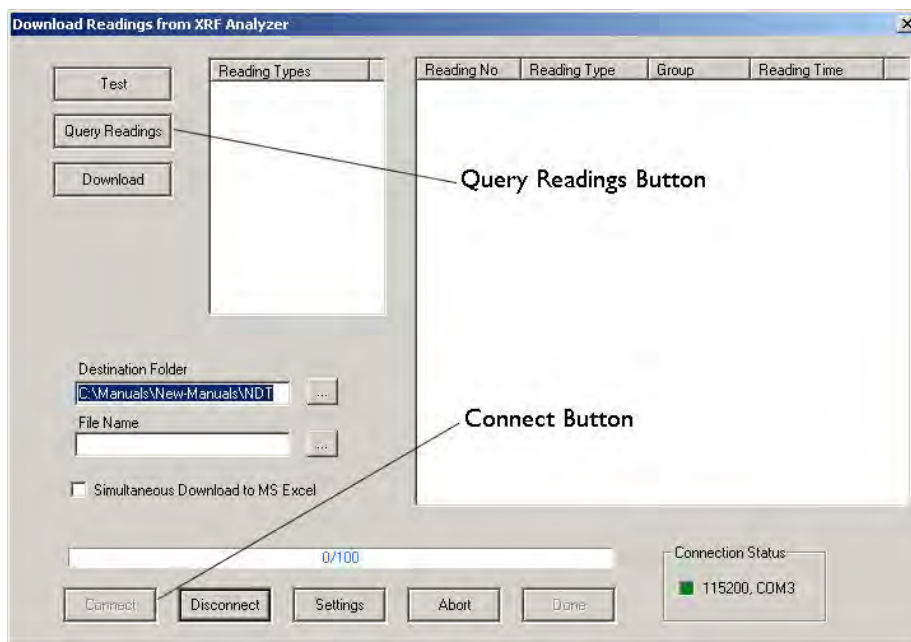 Download Readings from XRF Analyzer
Test
Query Readings
Download
Reading Types
Reading No
Reading Type
Group
Reading Time
Query Readings Button
Destination Folder
C:\Manuals\New-Manuals\NDT
...
File Name
...
Connect Button
Simultaneous Download to MS Excel
0/100
Connect
Disconnect
Settings
Abort
Done
Connection Status
115200, COM3